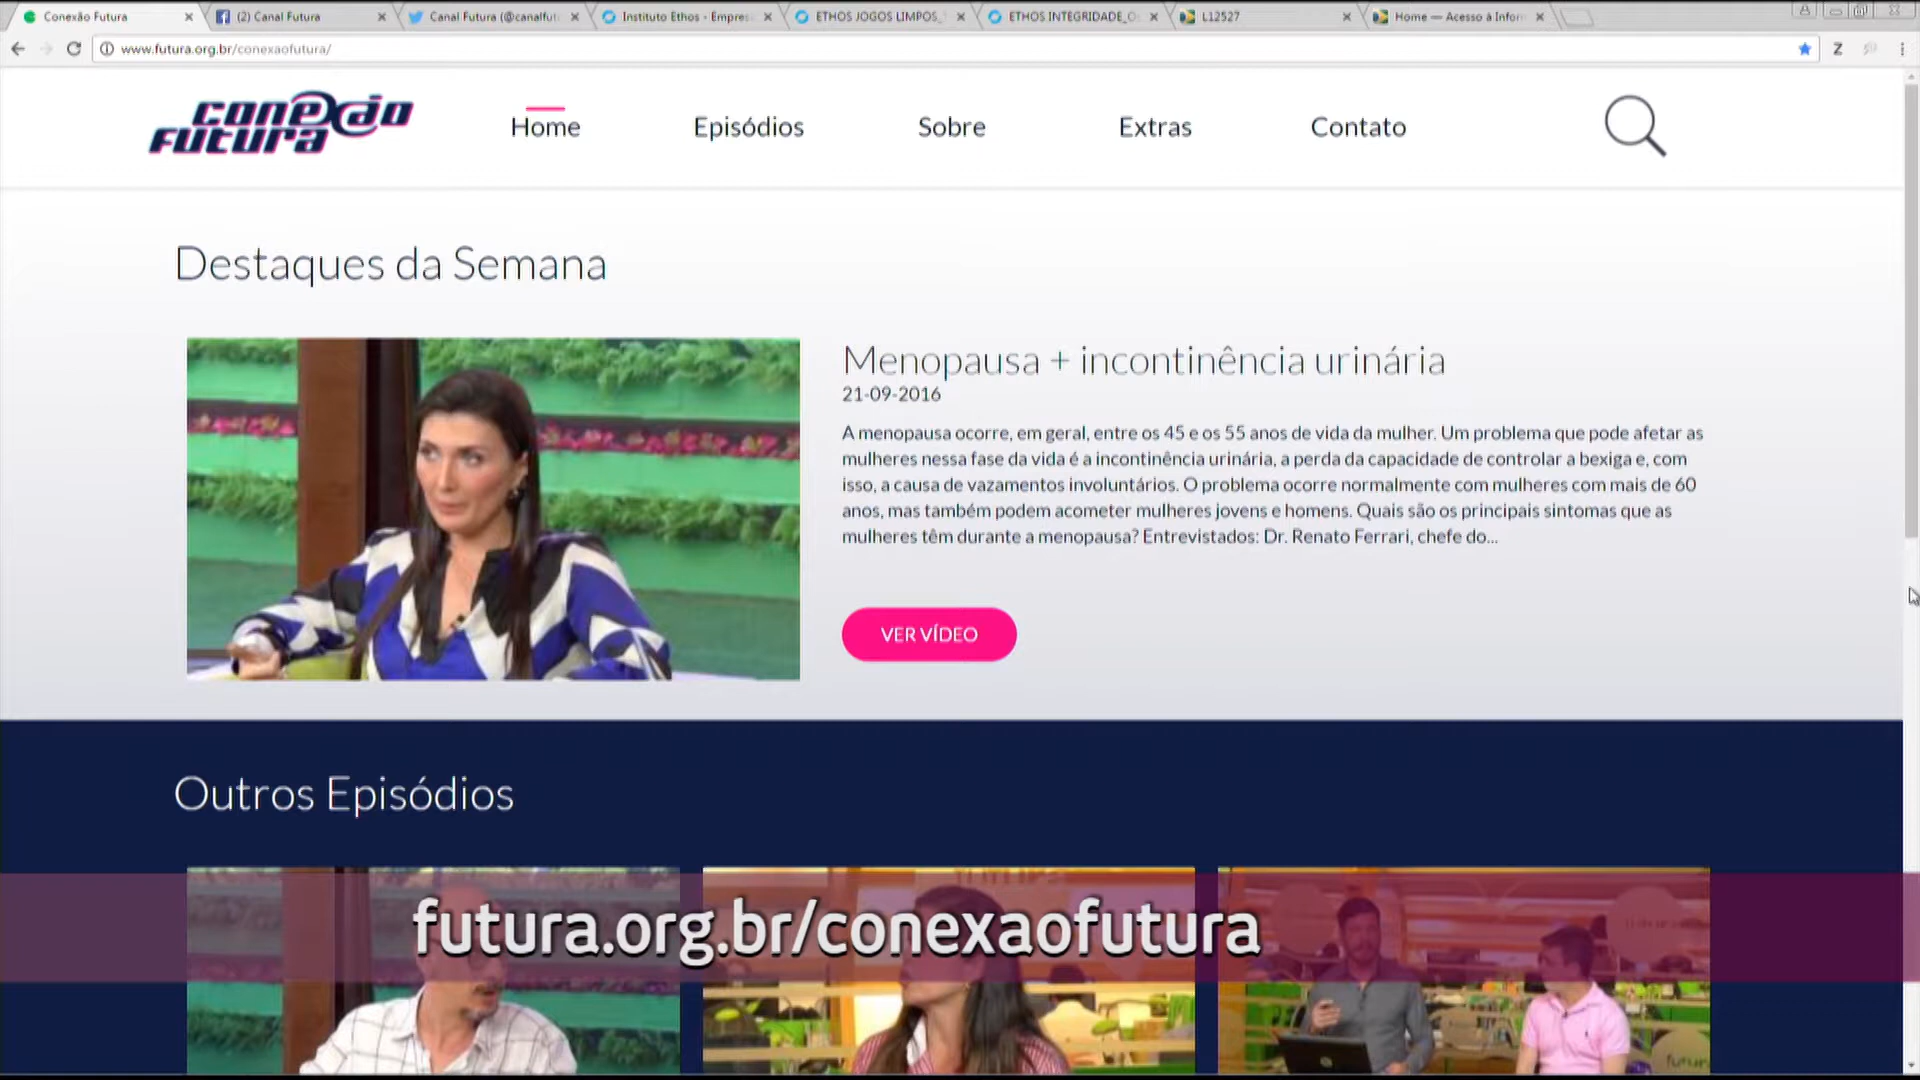 Conexão Futura
(2) Canal Futura
Canal Futura (@canalfut
Instituto Ethos - Empres
ETHOS JOGOS LIMPOS_
ETHOS INTEGRIDADE_O
L12527
Home — Acesso à Infor
www.futura.org.br/conexaofutura/
conexão
futura
Home
Episódios
Sobre
Extras
Contato
Destaques da Semana
Menopausa + incontinência urinária
21-09-2016
A menopausa ocorre, em geral, entre os 45 e os 55 anos de vida da mulher. Um problema que pode afetar as
mulheres nessa fase da vida é a incontinência urinária, a perda da capacidade de controlar a bexiga e, com
isso, a causa de vazamentos involuntários. O problema ocorre normalmente com mulheres com mais de 60
anos, mas também podem acometer mulheres jovens e homens. Quais são os principais sintomas que as
mulheres têm durante a menopausa? Entrevistados: Dr. Renato Ferrari, chefe do...
VER VÍDEO
Outros Episódios
futura.org.br/conexaofutura
futura